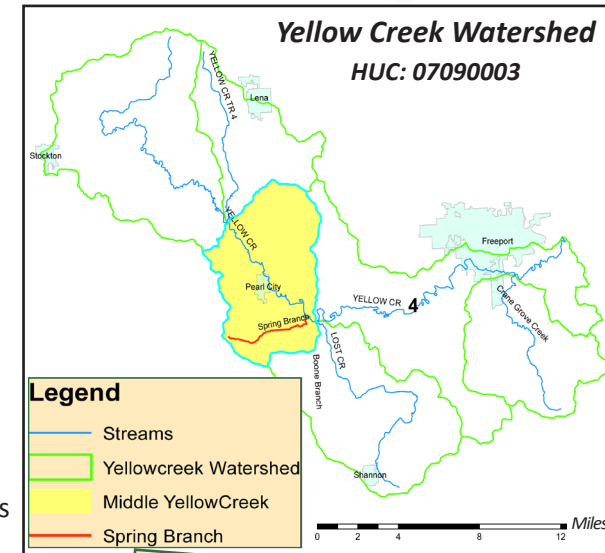 Yellow Creek Watershed
HUC: 07090003
YELLOW CR TR 4
Lena
Stockton
YELLOW CR
Freeport
Pearl City
YELLOW CR
4
Crane Grove Creek
Spring Branch
LOST CR
Boone Branch
Shannon
Legend
Streams
Yellowcreek Watershed
Middle YellowCreek
Spring Branch
s
Miles
0 2 4 8 12